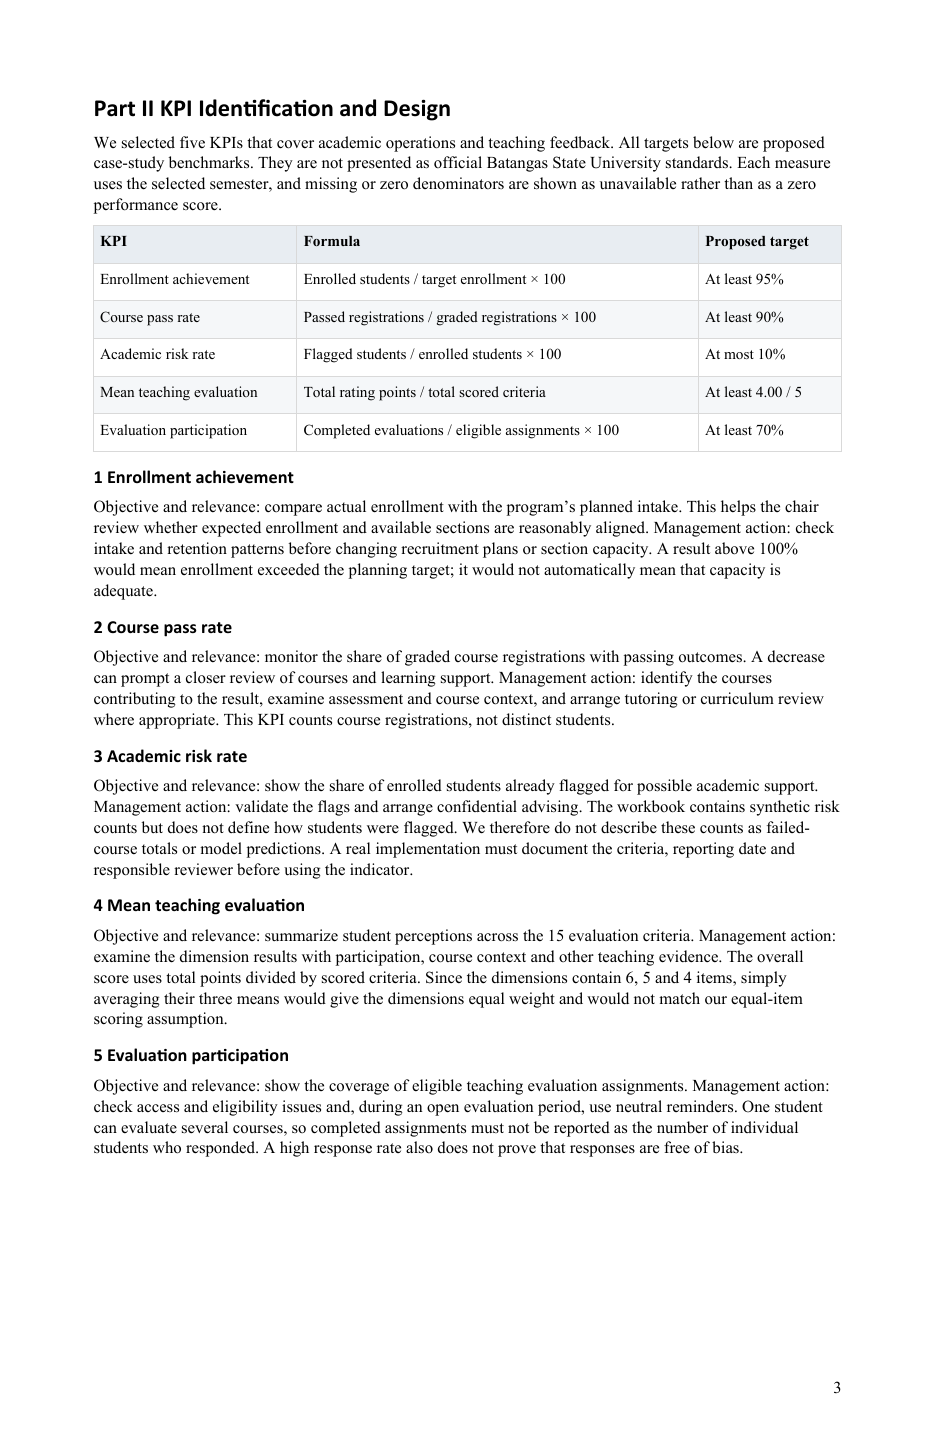 Part II KPI Identification and Design
We selected five KPIs that cover academic operations and teaching feedback. All targets below are proposed
case-study benchmarks. They are not presented as official Batangas State University standards. Each measure
uses the selected semester, and missing or zero denominators are shown as unavailable rather than as a zero
performance score.
KPI Formula Proposed target
Enrollment achievement Enrolled students / target enrollment × 100 At least 95%
Course pass rate Passed registrations / graded registrations × 100 At least 90%
Academic risk rate Flagged students / enrolled students × 100 At most 10%
Mean teaching evaluation Total rating points / total scored criteria At least 4.00 / 5
Evaluation participation Completed evaluations / eligible assignments × 100 At least 70%
1 Enrollment achievement
Objective and relevance: compare actual enrollment with the program’s planned intake. This helps the chair
review whether expected enrollment and available sections are reasonably aligned. Management action: check
intake and retention patterns before changing recruitment plans or section capacity. A result above 100%
would mean enrollment exceeded the planning target; it would not automatically mean that capacity is
adequate.
2 Course pass rate
Objective and relevance: monitor the share of graded course registrations with passing outcomes. A decrease
can prompt a closer review of courses and learning support. Management action: identify the courses
contributing to the result, examine assessment and course context, and arrange tutoring or curriculum review
where appropriate. This KPI counts course registrations, not distinct students.
3 Academic risk rate
Objective and relevance: show the share of enrolled students already flagged for possible academic support.
Management action: validate the flags and arrange confidential advising. The workbook contains synthetic risk
counts but does not define how students were flagged. We therefore do not describe these counts as failed-
course totals or model predictions. A real implementation must document the criteria, reporting date and
responsible reviewer before using the indicator.
4 Mean teaching evaluation
Objective and relevance: summarize student perceptions across the 15 evaluation criteria. Management action:
examine the dimension results with participation, course context and other teaching evidence. The overall
score uses total points divided by scored criteria. Since the dimensions contain 6, 5 and 4 items, simply
averaging their three means would give the dimensions equal weight and would not match our equal-item
scoring assumption.
5 Evaluation participation
Objective and relevance: show the coverage of eligible teaching evaluation assignments. Management action:
check access and eligibility issues and, during an open evaluation period, use neutral reminders. One student
can evaluate several courses, so completed assignments must not be reported as the number of individual
students who responded. A high response rate also does not prove that responses are free of bias.
3